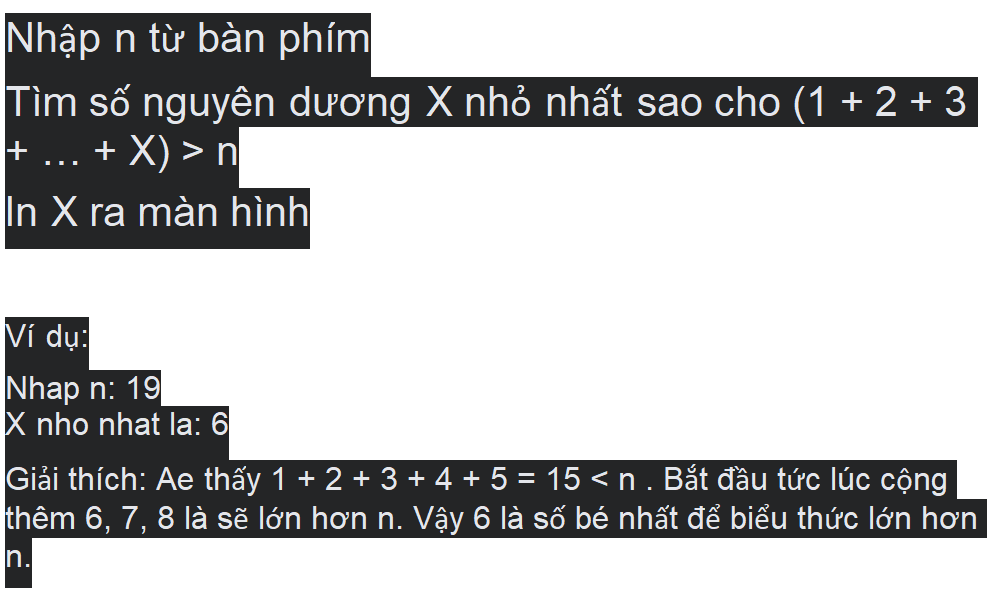 Nhập n từ bàn phím
Tìm số nguyên dương X nhỏ nhất sao cho (1 + 2 + 3
+ … + X) > n
In X ra màn hình
Ví dụ:
Nhap n: 19
X nho nhat la: 6
Giải thích: Ae thấy 1 + 2 + 3 + 4 + 5 = 15 < n . Bắt đầu tức lúc cộng
thêm 6, 7, 8 là sẽ lớn hơn n. Vậy 6 là số bé nhất để biểu thức lớn hơn
n.